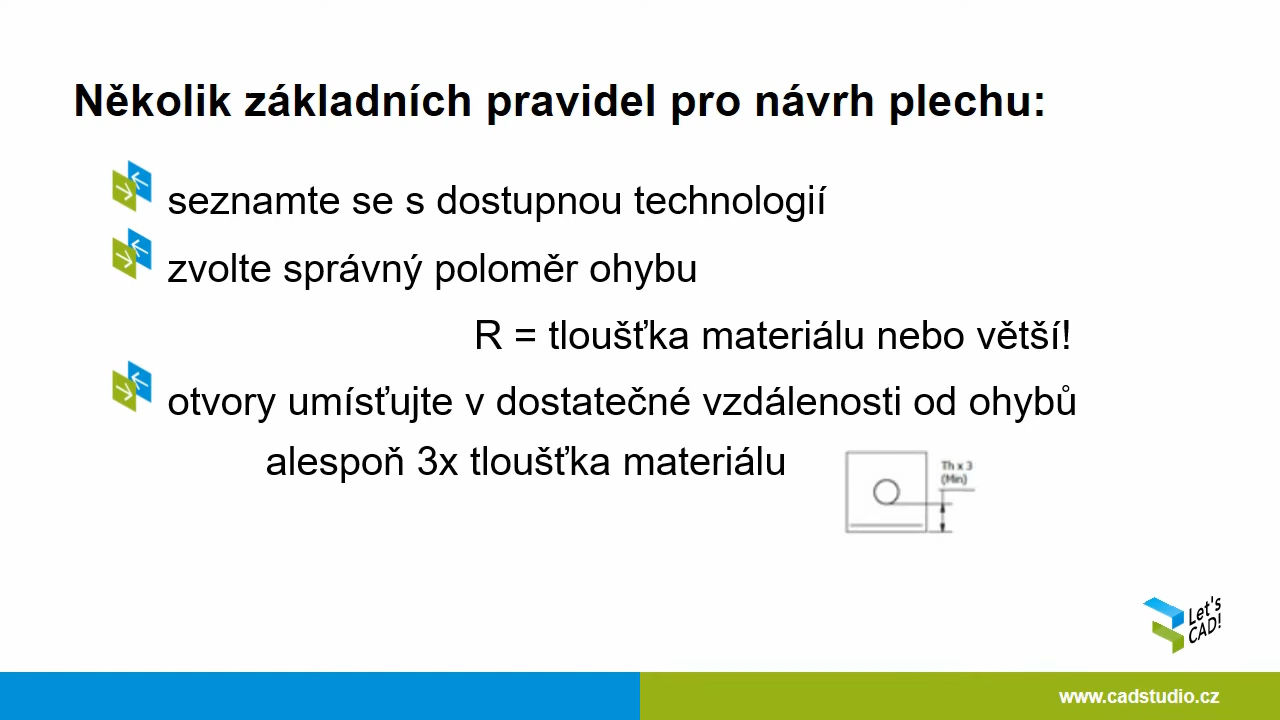 Několik základních pravidel pro návrh plechu:
seznamte se s dostupnou technologií
zvolte správný poloměr ohybu
R = tloušťka materiálu nebo větší!
otvory umísťujte v dostatečné vzdálenosti od ohybů
alespoň 3x tloušťka materiálu
Th x 3
(Min)
Let's
CAD!
www.cadstudio.cz